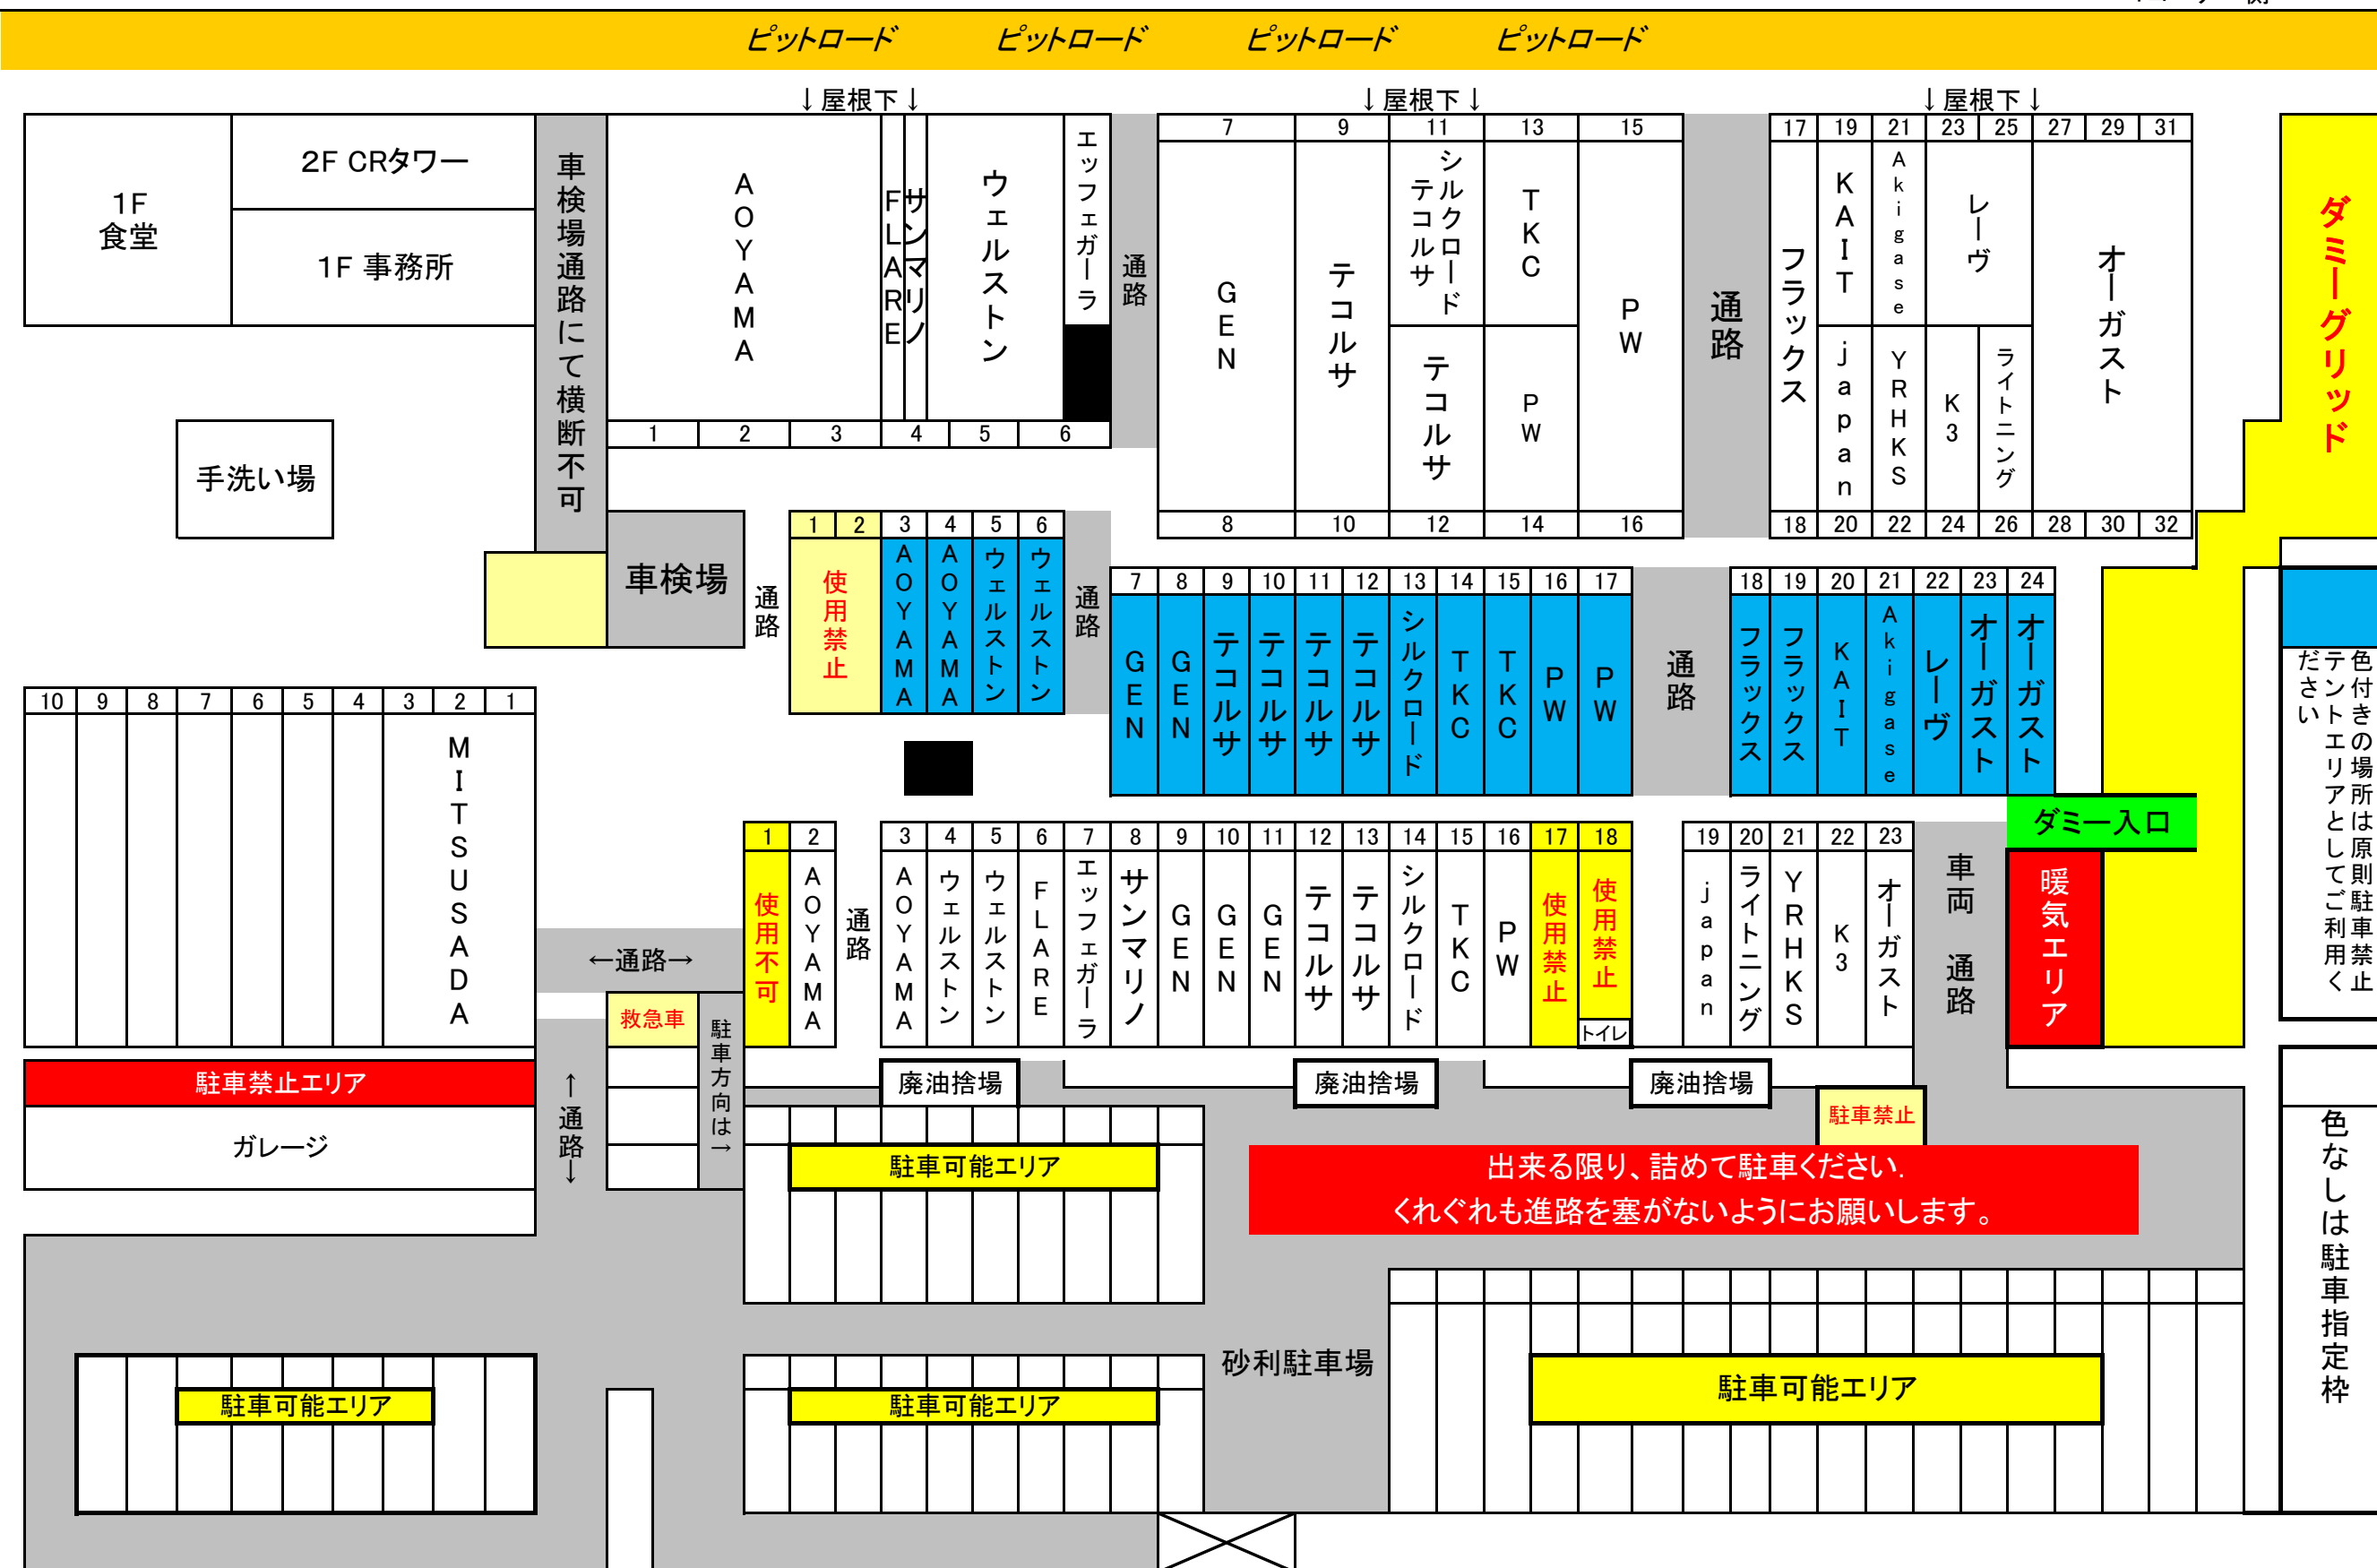 ピットロード ピットロード ピットロード ピットロード
↓屋根下↓ ↓屋根下↓ ↓屋根下↓
1F
食堂
2F CRタワー
1F 事務所
車検場通路にて横断不可
AOYAMA
FLARE
サンマリノ
ウェルストン
エッフェガーラ
1 2 3 4 5 6
通路
7 9 11 13 15
GEN
テコルサ
シルクロード
テコルサ
TKC
PW
テコルサ
PW
8 10 12 14 16
通路
17 19 21 23 25 27 29 31
フラックス
KAIT
Akigase
レーヴ
オーガスト
japan
YRHKS
K3
ライトニング
18 20 22 24 26 28 30 32
ダミーグリッド
手洗い場
車検場
通路
1 2 3 4 5 6
使用禁止
AOYAMA
AOYAMA
ウェルストン
ウェルストン
通路
7 8 9 10 11 12 13 14 15 16 17
GEN
GEN
テコルサ
テコルサ
テコルサ
テコルサ
シルクロード
TKC
TKC
PW
PW
通路
18 19 20 21 22 23 24
フラックス
フラックス
KAIT
Akigase
レーヴ
オーガスト
オーガスト
色付きの場所は原則駐車禁止
テントエリアとしてご利用く
ださい
10 9 8 7 6 5 4 3 2 1
MITSUSADA
1 2
使用不可
AOYAMA
通路
3 4 5 6 7 8 9 10 11 12 13 14 15 16 17 18
AOYAMA
ウェルストン
ウェルストン
FLARE
エッフェガーラ
サンマリノ
GEN
GEN
GEN
テコルサ
テコルサ
シルクロード
TKC
PW
使用禁止
使用禁止
トイレ
19 20 21 22 23
japan
ライトニング
YRHKS
K3
オーガスト
車両 通路
ダミー入口
暖気エリア
←通路→
救急車
駐車方向は→
駐車禁止エリア
ガレージ
↑通路↓
廃油捨場 廃油捨場 廃油捨場
駐車禁止
駐車可能エリア
出来る限り、詰めて駐車ください.
くれぐれも進路を塞がないようにお願いします。
色なしは駐車指定枠
砂利駐車場
駐車可能エリア
駐車可能エリア
駐車可能エリア